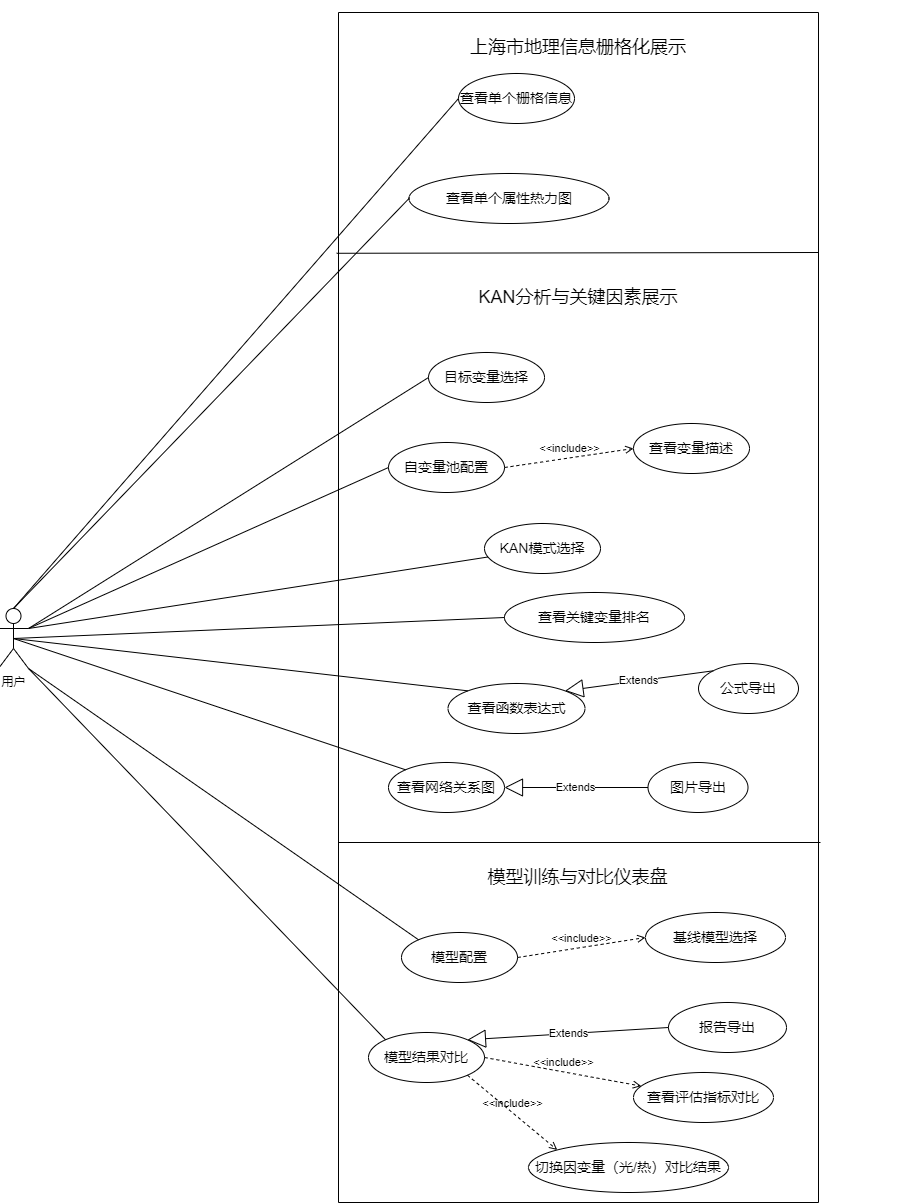 上海市地理信息栅格化展示
查看单个栅格信息
查看单个属性热力图
KAN分析与关键因素展示
目标变量选择
自变量池配置
<<include>>
查看变量描述
KAN模式选择
查看关键变量排名
用户
查看函数表达式
Extends
公式导出
查看网络关系图
Extends
图片导出
模型训练与对比仪表盘
模型配置
<<include>>
基线模型选择
模型结果对比
Extends
报告导出
<<include>>
查看评估指标对比
<<include>>
切换因变量（光/热）对比结果